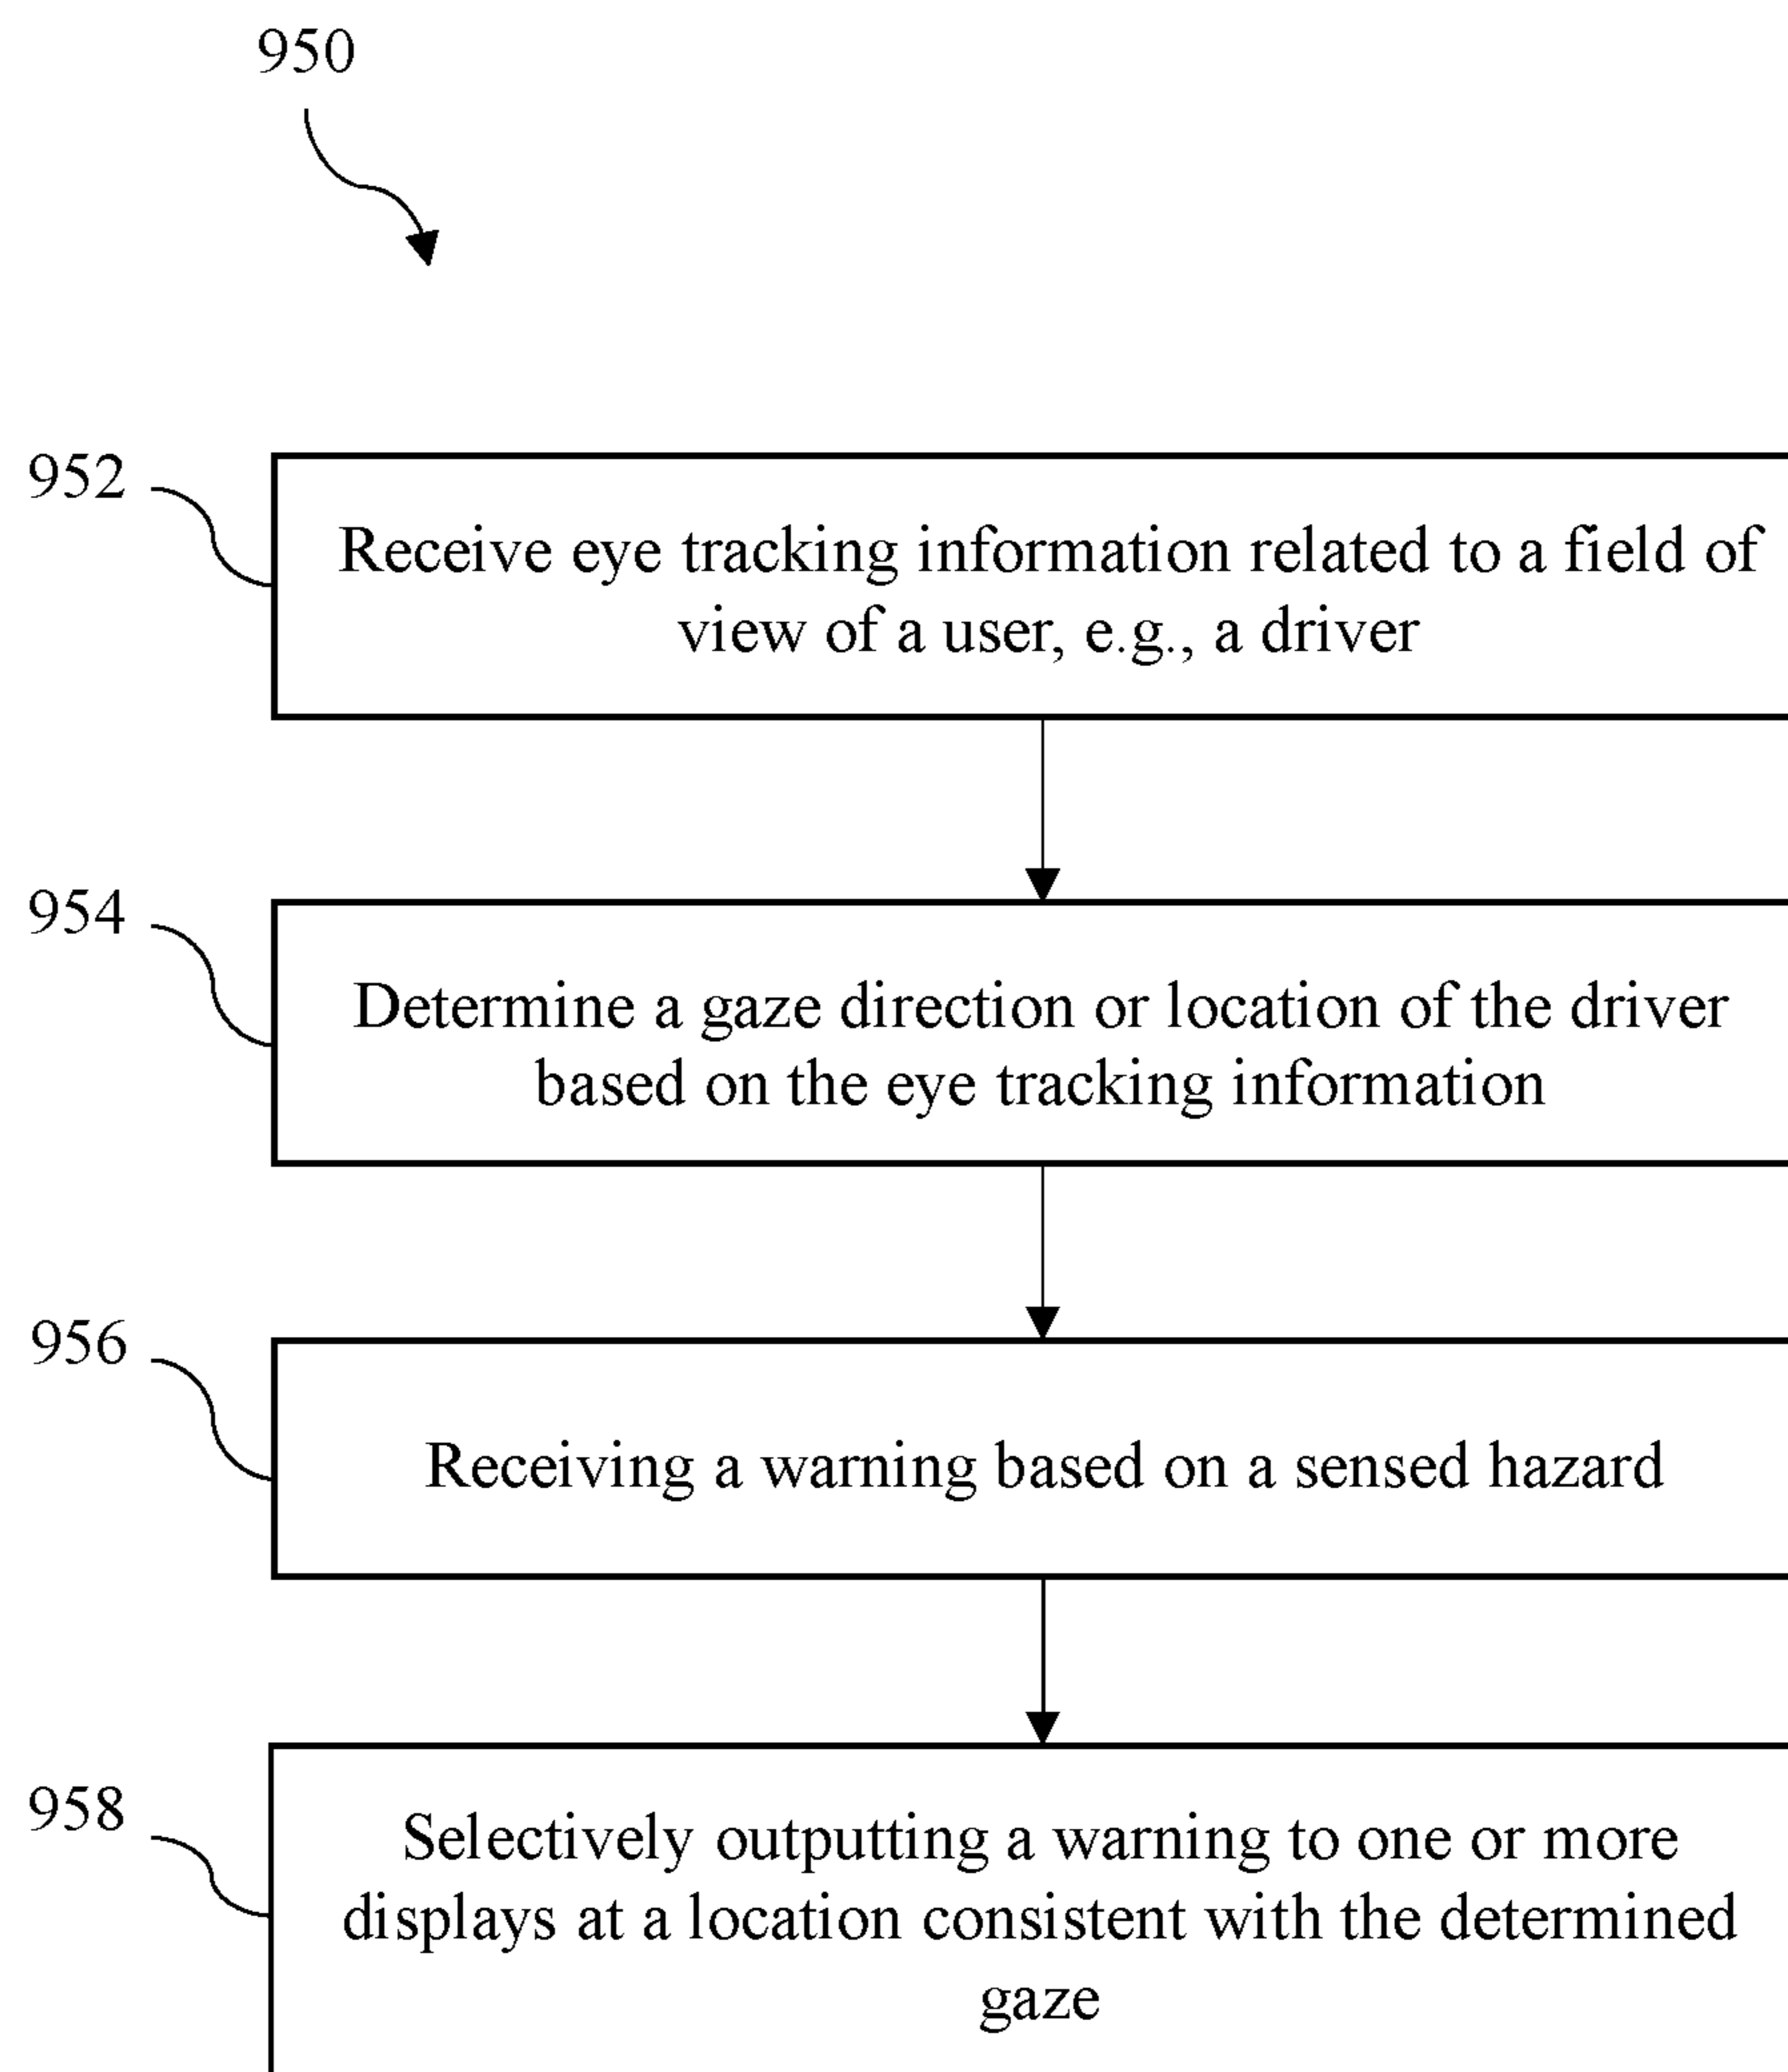 950
952
Receive eye tracking information related to a field of
view of a user, e.g., a driver
954
Determine a gaze direction or location of the driver
based on the eye tracking information
956
Receiving a warning based on a sensed hazard
958
Selectively outputting a warning to one or more
displays at a location consistent with the determined
gaze